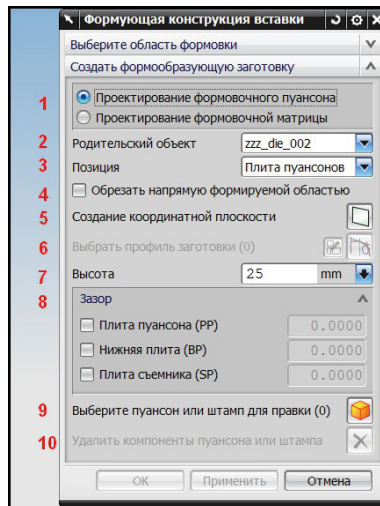 Формующая конструкция вставки
Выберите область формовки
Создать формообразующую заготовку
1 Проектирование формовочного пуансона
Проектирование формовочной матрицы
2 Родительский объект zzz_die_002
3 Позиция Плита пуансонов
4 Обрезать напрямую формируемой областью
5 Создание координатной плоскости
6 Выбрать профиль заготовки (0)
7 Высота 25 mm
8 Зазор
Плита пуансона (PP) 0.0000
Нижняя плита (BP) 0.0000
Плита съемника (SP) 0.0000
9 Выберите пуансон или штамп для правки (0)
10 Удалить компоненты пуансона или штампа
ОК Применить Отмена